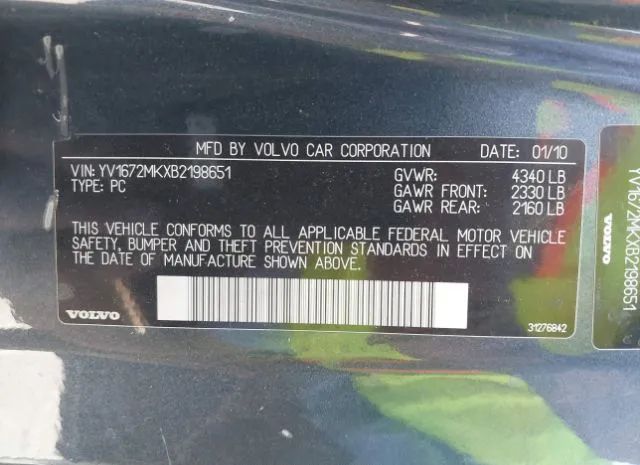 MFD BY VOLVO CAR CORPORATION DATE: 01/10
VIN: YV1672MKXB2198651
TYPE: PC
GVWR: 4340 LB
GAWR FRONT: 2330 LB
GAWR REAR: 2160 LB
THIS VEHICLE CONFORMS TO ALL APPLICABLE FEDERAL MOTOR VEHICLE
SAFETY, BUMPER AND THEFT PREVENTION STANDARDS IN EFFECT ON
THE DATE OF MANUFACTURE SHOWN ABOVE.
VOLVO
31276842
YV1672MKXB2198651
VOLVO